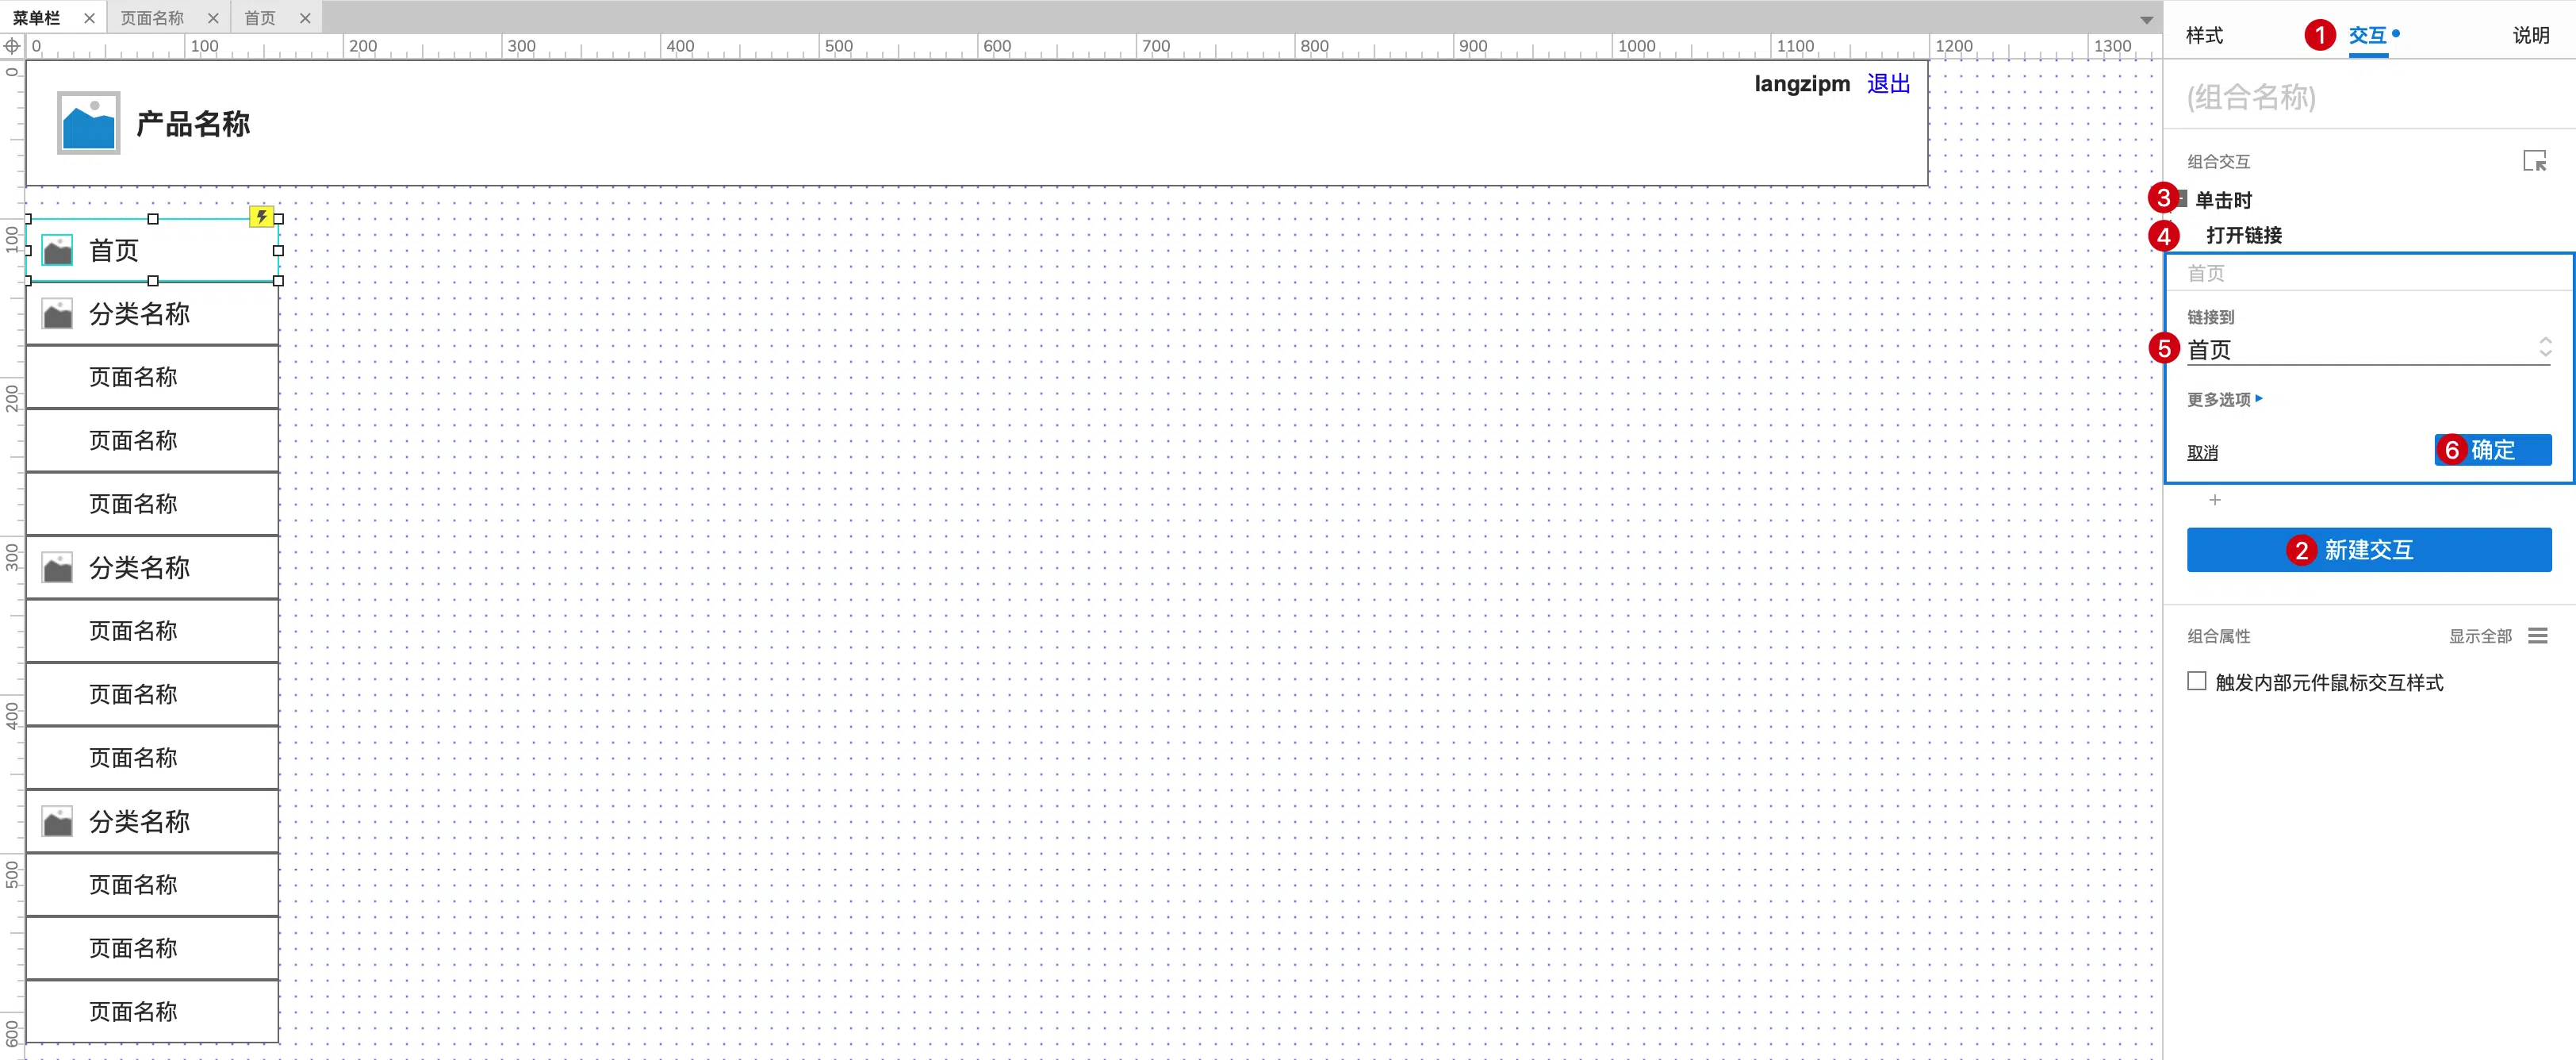 菜单栏 页面名称 首页
0 100 200 300 400 500 600 700 800 900 1000 1100 1200 1300
0
100
200
300
400
500
600
产品名称
langzipm 退出
首页
分类名称
页面名称
页面名称
页面名称
分类名称
页面名称
页面名称
页面名称
分类名称
页面名称
页面名称
页面名称
样式 1 交互 说明
(组合名称)
组合交互
3 单击时
4 打开链接
首页
链接到
5 首页
更多选项
取消 6 确定
+
2 新建交互
组合属性 显示全部
触发内部元件鼠标交互样式